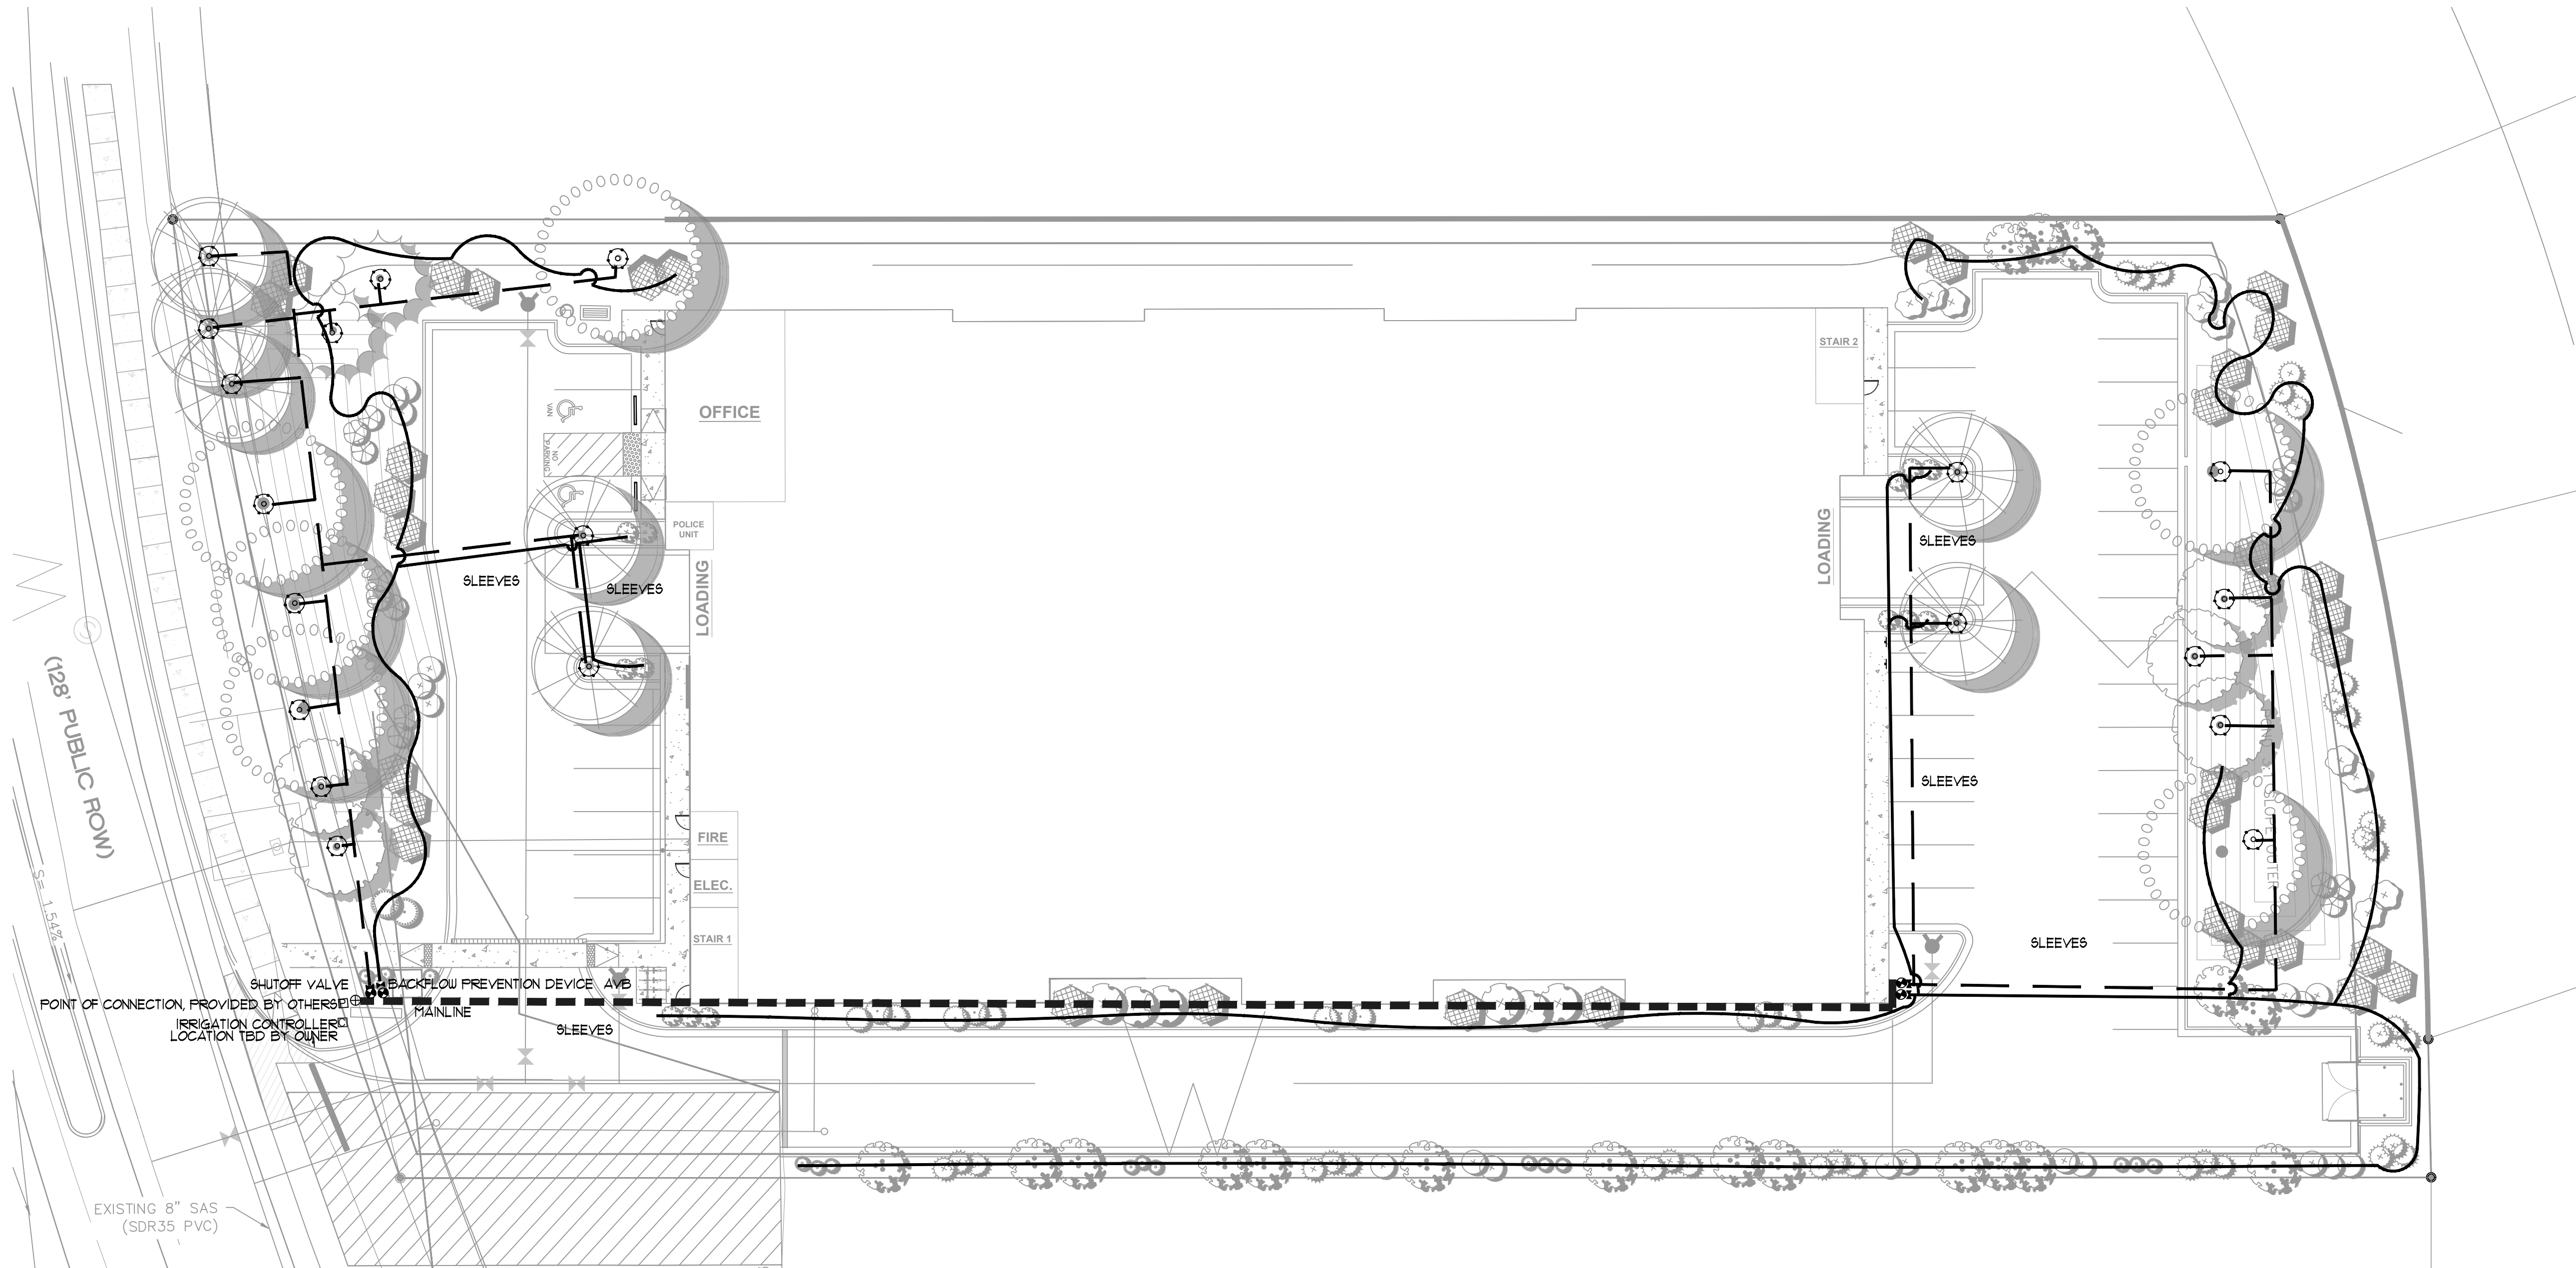 STAIR 2
OFFICE
VAN
NO
PARKING
POLICE
UNIT
LOADING
LOADING
SLEEVES
SLEEVES
SLEEVES
(128' PUBLIC ROW)
SLEEVES
FIRE
ELEC.
STAIR 1
S= 1.54%
SLEEVES
SHUTOFF VALVE
BACKFLOW PREVENTION DEVICE AVB
POINT OF CONNECTION, PROVIDED BY OTHERS
MAINLINE
IRRIGATION CONTROLLER
LOCATION TBD BY OWNER
SLEEVES
EXISTING 8" SAS
(SDR35 PVC)